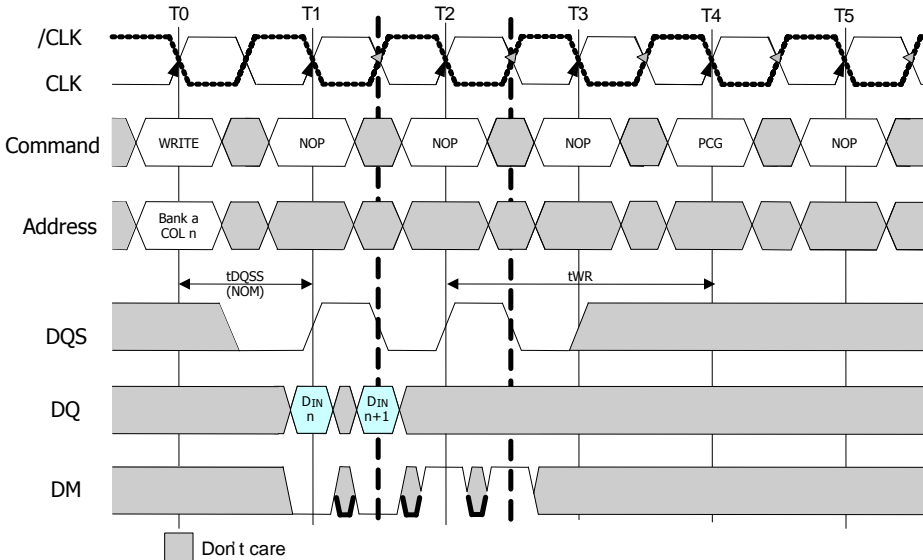 T0 T1 T2 T3 T4 T5
/CLK
CLK
Command WRITE NOP NOP NOP PCG NOP
Address Bank a
COL n
tDQSS
(NOM)
tWR
DQS
DQ DIN
n
DIN
n+1
DM
Don't care